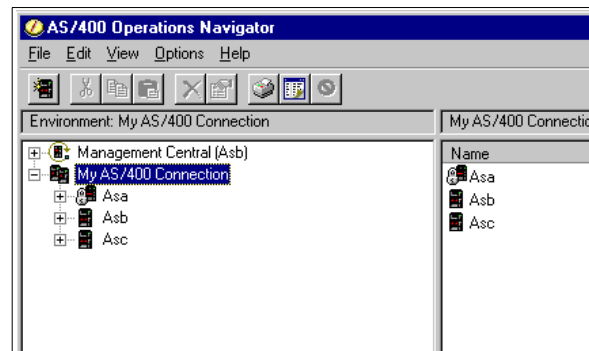 AS/400 Operations Navigator
File Edit View Options Help
Environment: My AS/400 Connection
My AS/400 Connectio
Management Central (Asb)
My AS/400 Connection
Asa
Asb
Asc
Name
Asa
Asb
Asc